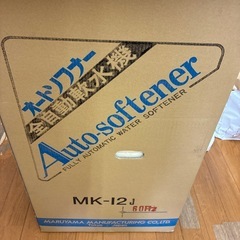 オートソフナー
全自動軟水機
Auto-softener
FULLY AUTOMATIC WATER SOFTENER
MK-12J
60Hz
MARUYAMA MANUFACTURING CO.,LTD.